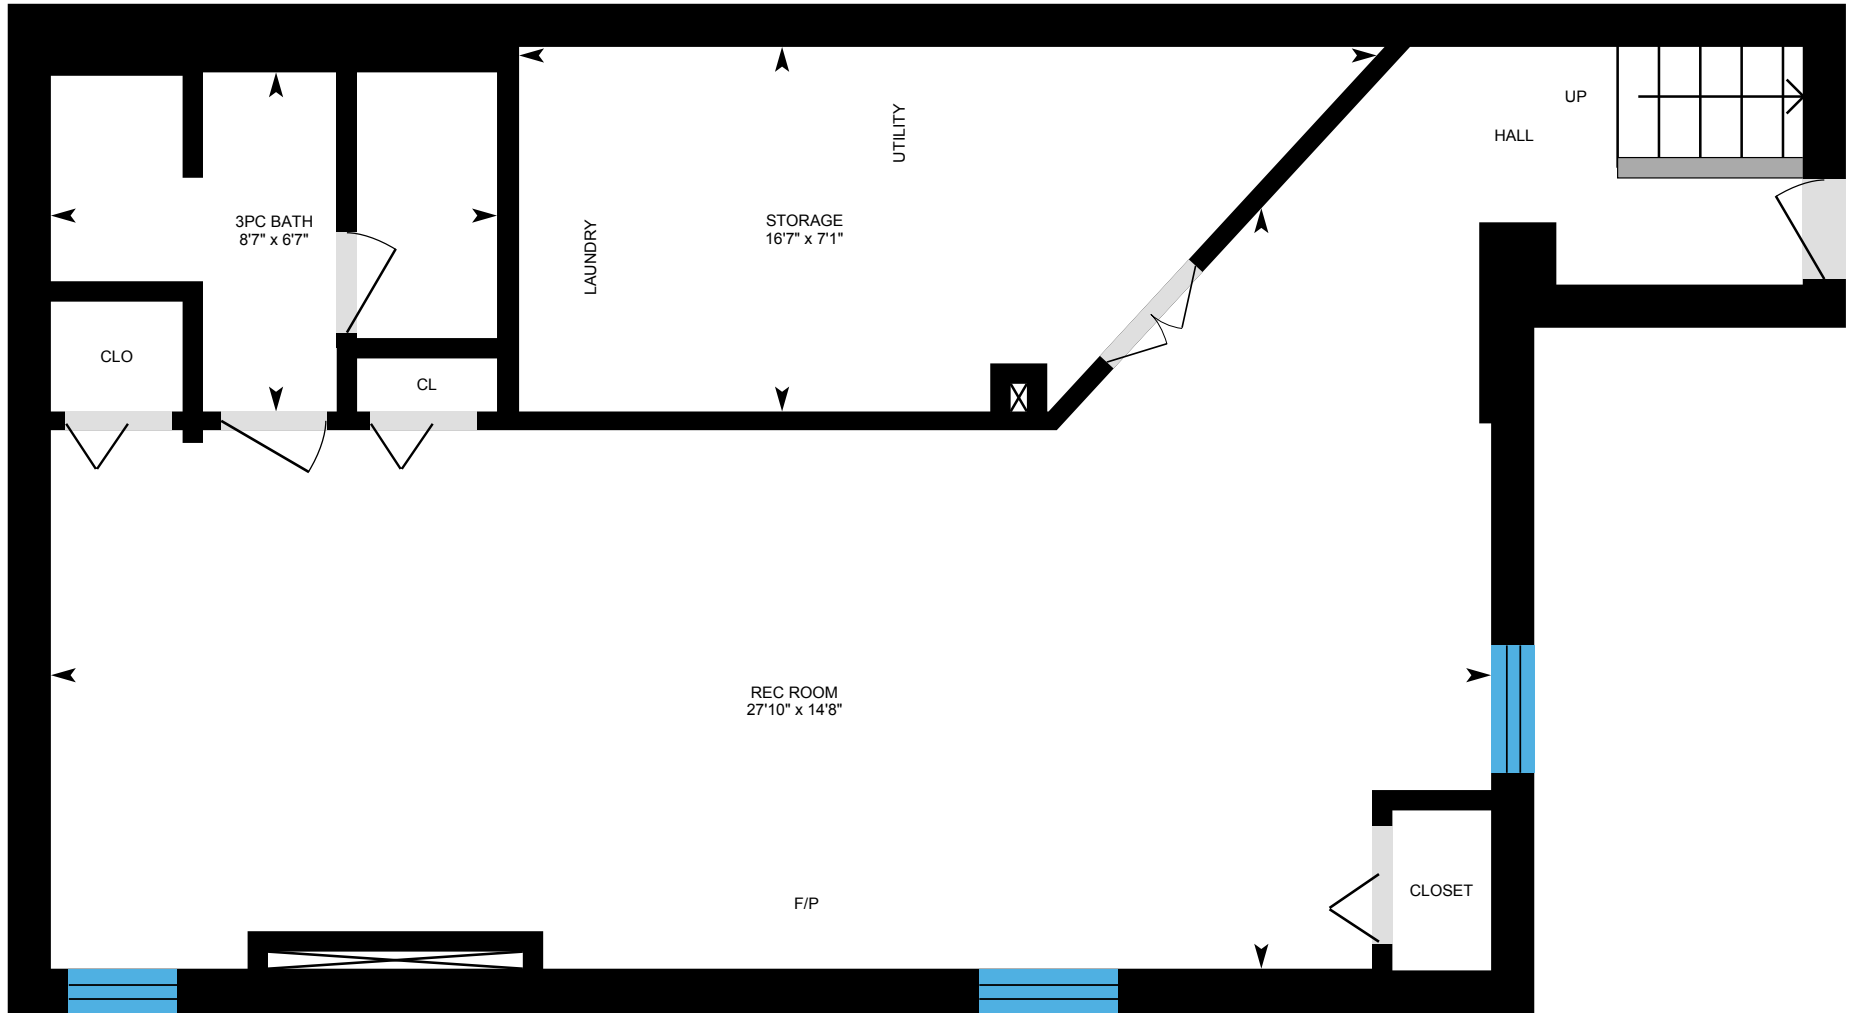 UP
HALL
UTILITY
3PC BATH
8'7" x 6'7"
STORAGE
16'7" x 7'1"
LAUNDRY
CLO
CL
REC ROOM
27'10" x 14'8"
CLOSET
F/P